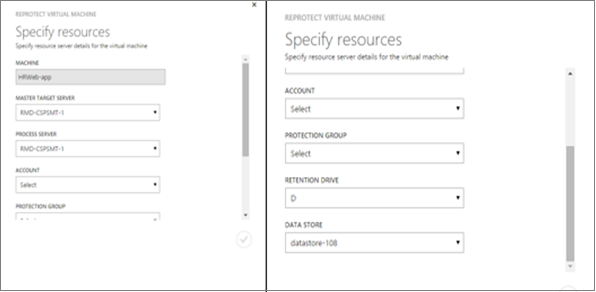 REPROTECT VIRTUAL MACHINE
Specify resources
Specify resource server details for the virtual machine
MACHINE
HRWeb-app
MASTER TARGET SERVER
RMD-CSPSMT-1
PROCESS SERVER
RMD-CSPSMT-1
ACCOUNT
Select
PROTECTION GROUP
REPROTECT VIRTUAL MACHINE
Specify resources
Specify resource server details for the virtual machine
ACCOUNT
Select
PROTECTION GROUP
Select
RETENTION DRIVE
D
DATA STORE
datastore-108